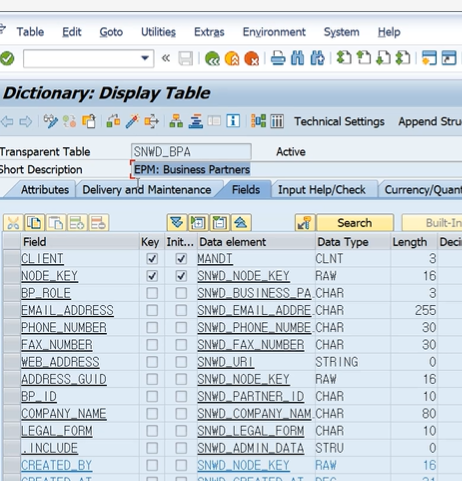 Table Edit Goto Utilities Extras Environment System Help
Dictionary: Display Table
Technical Settings Append Stru
Transparent Table SNWD_BPA Active
Short Description EPM: Business Partners
Attributes Delivery and Maintenance Fields Input Help/Check Currency/Quant
Search Built-In
Field Key Init... Data element Data Type Length Deci
CLIENT MANDT CLNT 3
NODE_KEY SNWD_NODE_KEY RAW 16
BP_ROLE SNWD_BUSINESS_PA. CHAR 3
EMAIL_ADDRESS SNWD_EMAIL_ADDRE. CHAR 255
PHONE_NUMBER SNWD_PHONE_NUMBE. CHAR 30
FAX_NUMBER SNWD_FAX_NUMBER CHAR 30
WEB_ADDRESS SNWD_URI STRING 0
ADDRESS_GUID SNWD_NODE_KEY RAW 16
BP_ID SNWD_PARTNER_ID CHAR 10
COMPANY_NAME SNWD_COMPANY_NAM. CHAR 80
LEGAL_FORM SNWD_LEGAL_FORM CHAR 10
.INCLUDE SNWD_ADMIN_DATA STRU 0
CREATED_BY SNWD_NODE_KEY RAW 16